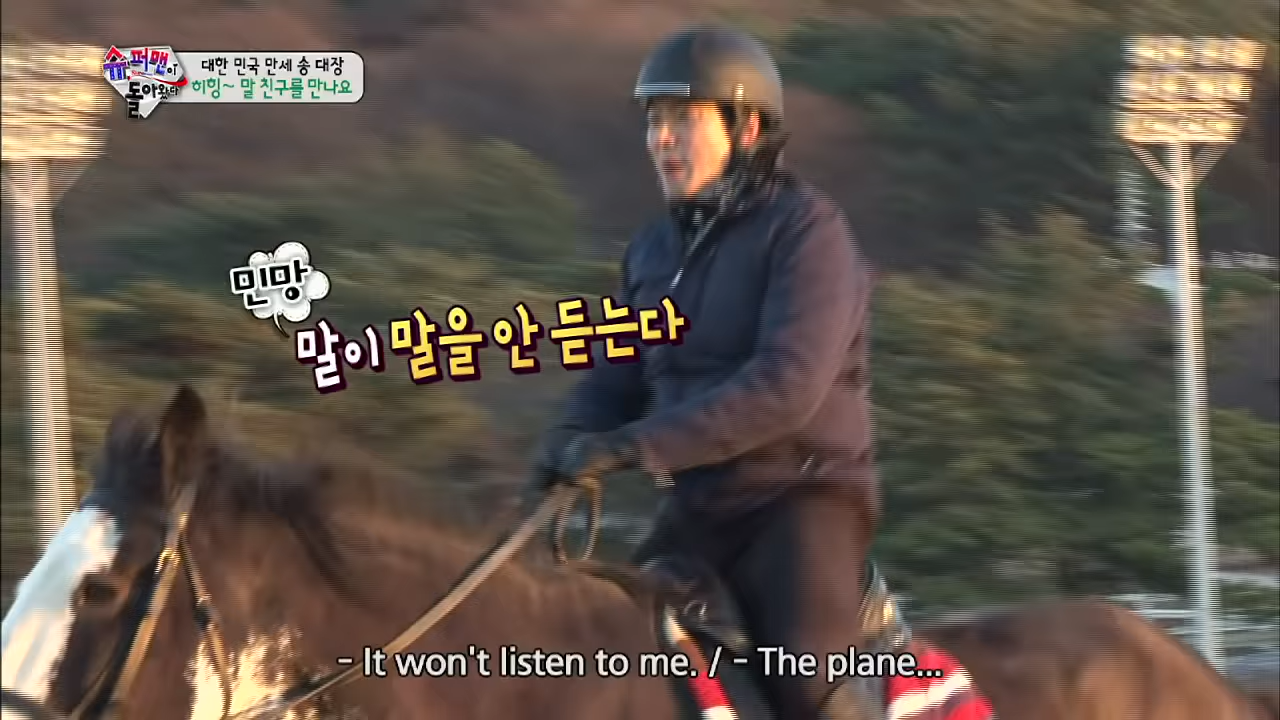 슈퍼맨이
돌아왔다
대한 민국 만세 송 대장
히힝~ 말 친구를 만나요
민망
말이 말을 안 듣는다
- It won't listen to me. / - The plane...